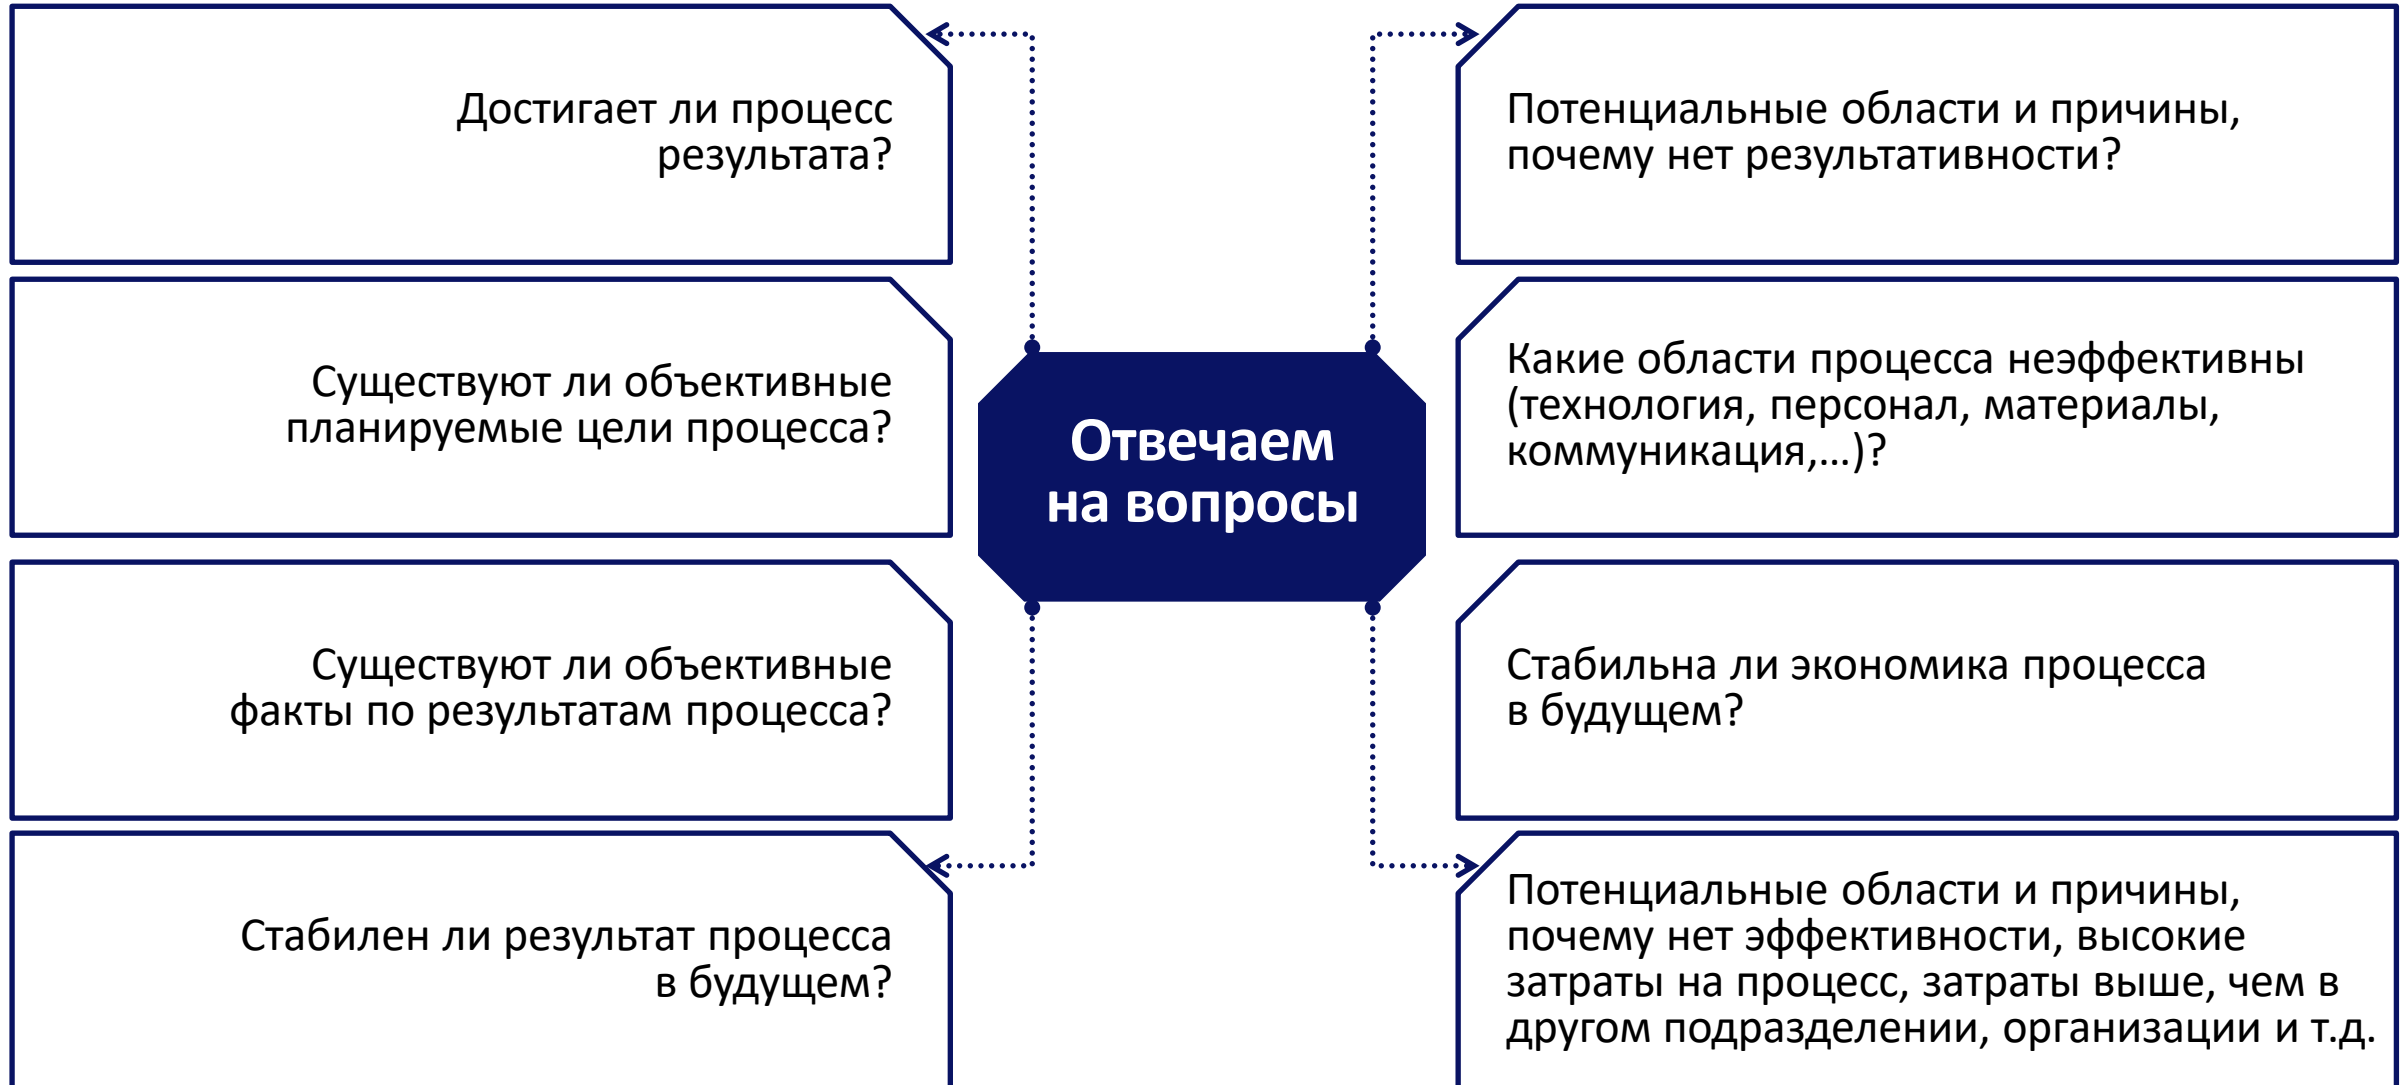 Достигает ли процесс
результата?
Существуют ли объективные
планируемые цели процесса?
Существуют ли объективные
факты по результатам процесса?
Стабилен ли результат процесса
в будущем?
Отвечаем
на вопросы
Потенциальные области и причины,
почему нет результативности?
Какие области процесса неэффективны
(технология, персонал, материалы,
коммуникация,...)?
Стабильна ли экономика процесса
в будущем?
Потенциальные области и причины,
почему нет эффективности, высокие
затраты на процесс, затраты выше, чем в
другом подразделении, организации и т.д.